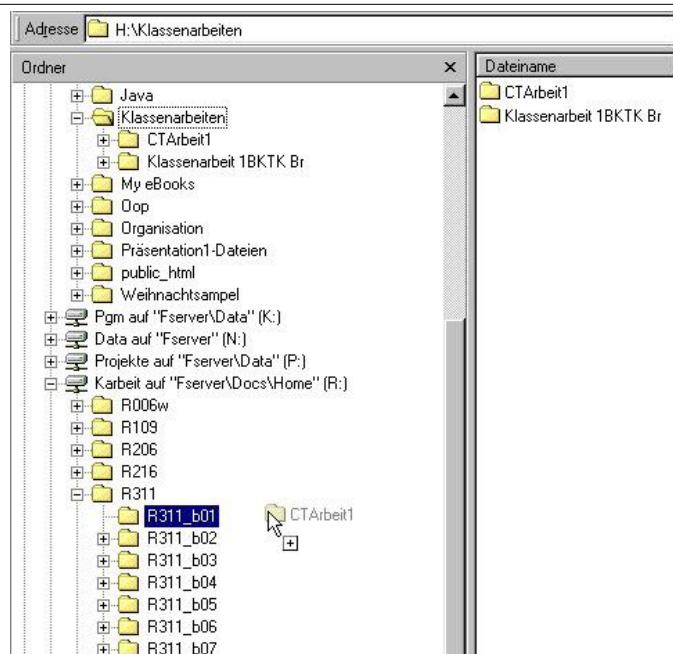 Adresse H:\Klassenarbeiten
Ordner
Java
Klassenarbeiten
CTArbeit1
Klassenarbeit 1BKTK Br
My eBooks
Oop
Organisation
Präsentation1-Dateien
public_html
Weihnachtsampel
Pgm auf "Fserver\Data" (K:)
Data auf "Fserver" (N:)
Projekte auf "Fserver\Data" (P:)
Karbeit auf "Fserver\Docs\Home" (R:)
R006w
R109
R206
R216
R311
R311_b01 CTArbeit1
R311_b02
R311_b03
R311_b04
R311_b05
R311_b06
R311_b07
Dateiname
CTArbeit1
Klassenarbeit 1BKTK Br